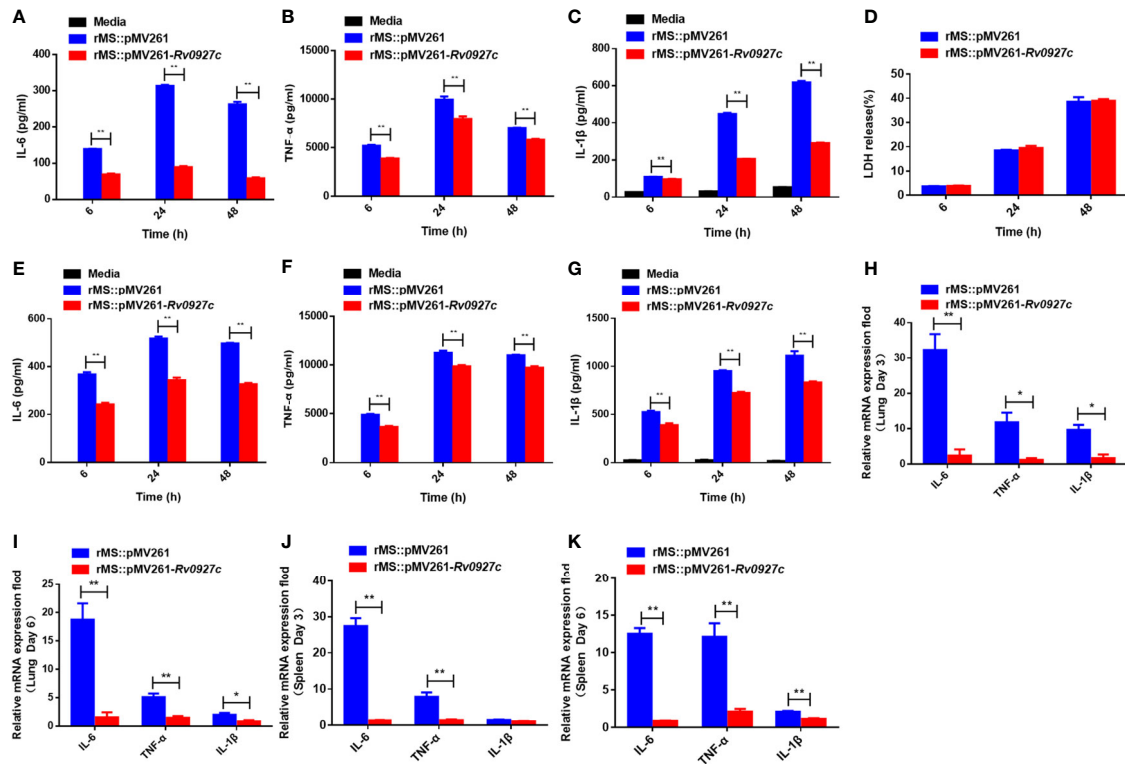 A
Media
rMS::pMV261
rMS::pMV261-Rv0927c
IL-6 (pg/ml)
400
300
200
100
0
**
**
**
6
24
48
Time (h)
B
Media
rMS::pMV261
rMS::pMV261-Rv0927c
TNF-α (pg/ml)
15000
10000
5000
0
**
**
**
6
24
48
Time (h)
C
Media
rMS::pMV261
rMS::pMV261-Rv0927c
IL-1β (pg/ml)
800
600
400
200
0
**
**
**
6
24
48
Time (h)
D
rMS::pMV261
rMS::pMV261-Rv0927c
LDH release(%)
50
40
30
20
10
0
6
24
48
Time (h)
E
Media
rMS::pMV261
rMS::pMV261-Rv0927c
IL-6 (pg/ml)
600
400
200
0
**
**
**
6
24
48
Time (h)
F
Media
rMS::pMV261
rMS::pMV261-Rv0927c
TNF-α (pg/ml)
15000
10000
5000
0
**
**
**
6
24
48
Time (h)
G
Media
rMS::pMV261
rMS::pMV261-Rv0927c
IL-1β (pg/ml)
1500
1000
500
0
**
**
**
6
24
48
Time (h)
H
rMS::pMV261
rMS::pMV261-Rv0927c
Relative mRNA expression flod
(Lung Day 3)
40
30
20
10
0
**
*
*
IL-6
TNF-α
IL-1β
I
rMS::pMV261
rMS::pMV261-Rv0927c
Relative mRNA expression flod
(Lung Day 6)
25
20
15
10
5
0
**
**
*
IL-6
TNF-α
IL-1β
J
rMS::pMV261
rMS::pMV261-Rv0927c
Relative mRNA expression flod
(Spleen Day 3)
40
30
20
10
0
**
**
IL-6
TNF-α
IL-1β
K
rMS::pMV261
rMS::pMV261-Rv0927c
Relative mRNA expression flod
(Spleen Day 6)
20
15
10
5
0
**
**
**
IL-6
TNF-α
IL-1β